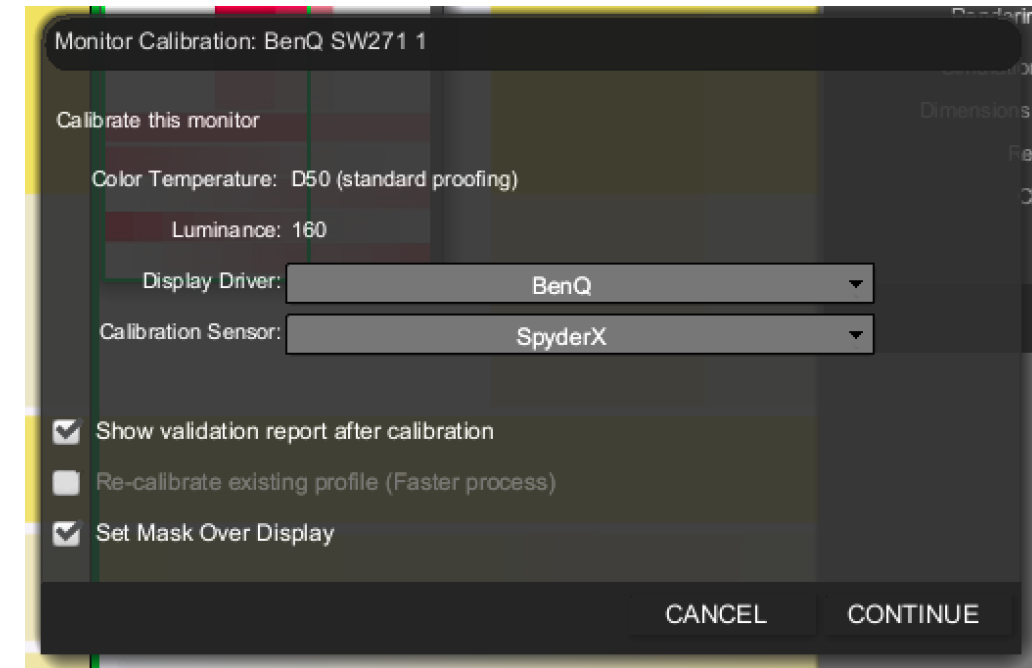 Monitor Calibration: BenQ SW271 1
Calibrate this monitor
Dimensions
Color Temperature: D50 (standard proofing)
Luminance: 160
Display Driver: BenQ
Calibration Sensor: SpyderX
Show validation report after calibration
Re-calibrate existing profile (Faster process)
Set Mask Over Display
CANCEL CONTINUE